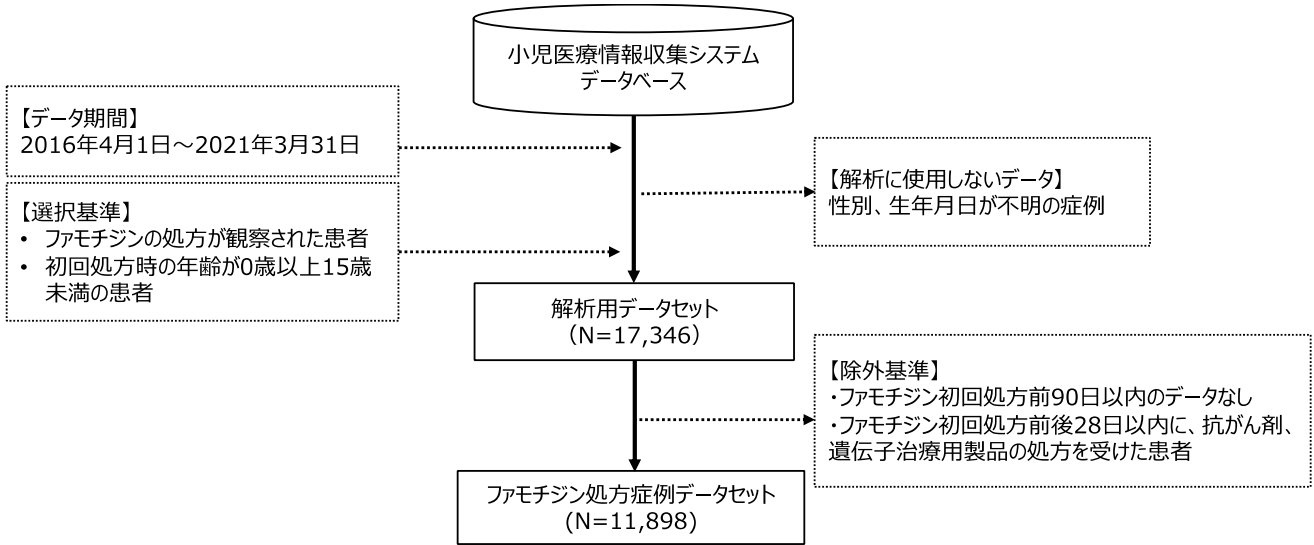 小児医療情報収集システム
データベース
【データ期間】
2016年4月1日～2021年3月31日
【解析に使用しないデータ】
性別、生年月日が不明の症例
【選択基準】
• ファモチジンの処方が観察された患者
• 初回処方時の年齢が0歳以上15歳
未満の患者
解析用データセット
（N=17,346）
【除外基準】
・ファモチジン初回処方前90日以内のデータなし
・ファモチジン初回処方前後28日以内に、抗がん剤、
遺伝子治療用製品の処方を受けた患者
ファモチジン処方症例データセット
(N=11,898)